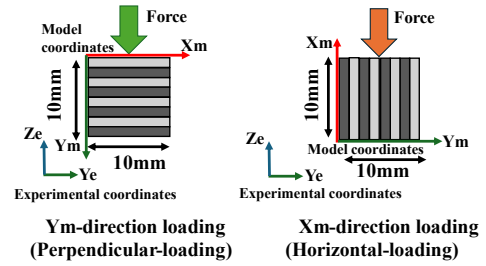 Force
Model
coordinates
Xm
10mm
Ze
Ym
10mm
Ye
Experimental coordinates
Ym-direction loading
(Perpendicular-loading)
Force
Xm
10mm
Ze
Ym
Model coordinates
10mm
Ye
Experimental coordinates
Xm-direction loading
(Horizontal-loading)